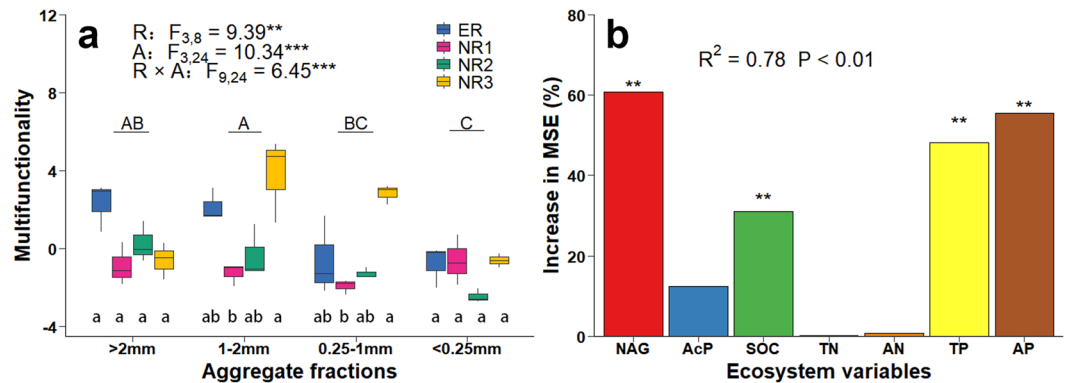 a
R: F3,8 = 9.39**
A: F3,24 = 10.34***
R × A: F9,24 = 6.45***
ER
NR1
NR2
NR3
Multifunctionality
12
8
4
0
-4
AB
A
BC
C
a a a a
ab b ab a
ab b ab a
a a a a
>2mm
1-2mm
0.25-1mm
<0.25mm
Aggregate fractions
b
R2 = 0.78 P < 0.01
Increase in MSE (%)
80
60
40
20
0
**
**
**
**
NAG
AcP
SOC
TN
AN
TP
AP
Ecosystem variables